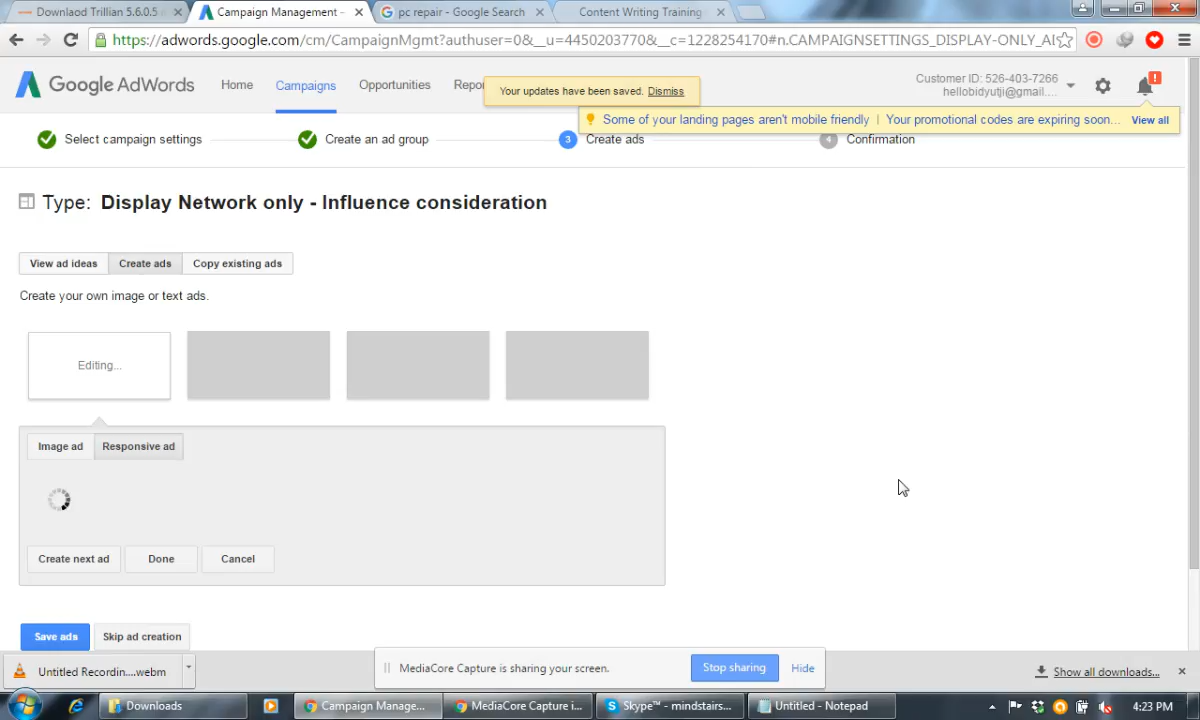 Downlaod Trillian 5.6.0.5
Campaign Management -
pc repair - Google Search
Content Writing Training
https://adwords.google.com/cm/CampaignMgmt?authuser=0&__u=4450203770&__c=1228254170#n.CAMPAIGNSETTINGS_DISPLAY-ONLY_AI
Google AdWords
Home
Campaigns
Opportunities
Repor
Your updates have been saved. Dismiss
Customer ID: 526-403-7266
hellobidyutji@gmail....
Some of your landing pages aren't mobile friendly | Your promotional codes are expiring soon... View all
Select campaign settings
Create an ad group
3 Create ads
4 Confirmation
Type: Display Network only - Influence consideration
View ad ideas
Create ads
Copy existing ads
Create your own image or text ads.
Editing...
Image ad
Responsive ad
Create next ad
Done
Cancel
Save ads
Skip ad creation
Untitled Recordin....webm
MediaCore Capture is sharing your screen.
Stop sharing
Hide
Show all downloads...
Downloads
Campaign Manage...
MediaCore Capture i...
Skype™ - mindstairs...
Untitled - Notepad
4:23 PM